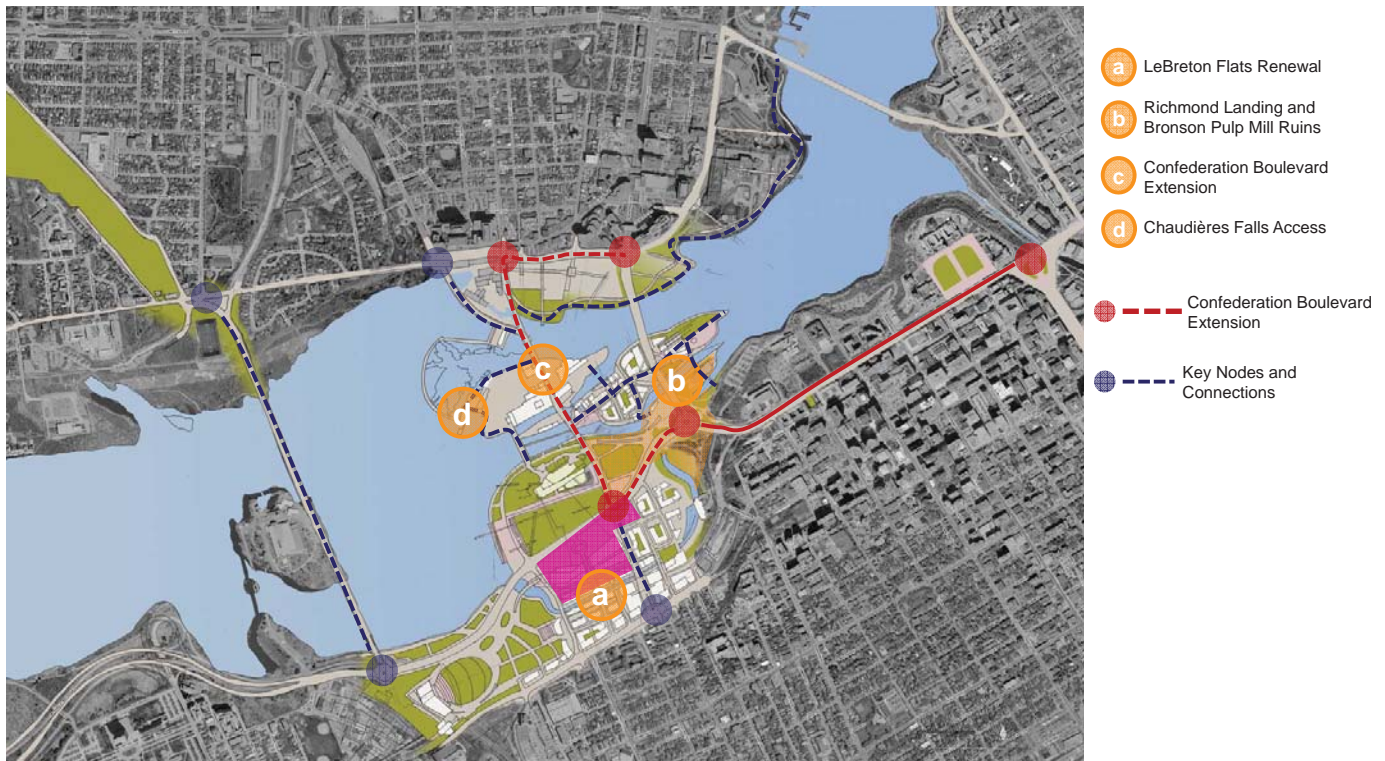 a LeBreton Flats Renewal
b Richmond Landing and
Bronson Pulp Mill Ruins
c Confederation Boulevard
Extension
d Chaudières Falls Access
Confederation Boulevard
Extension
Key Nodes and
Connections
c
b
d
a